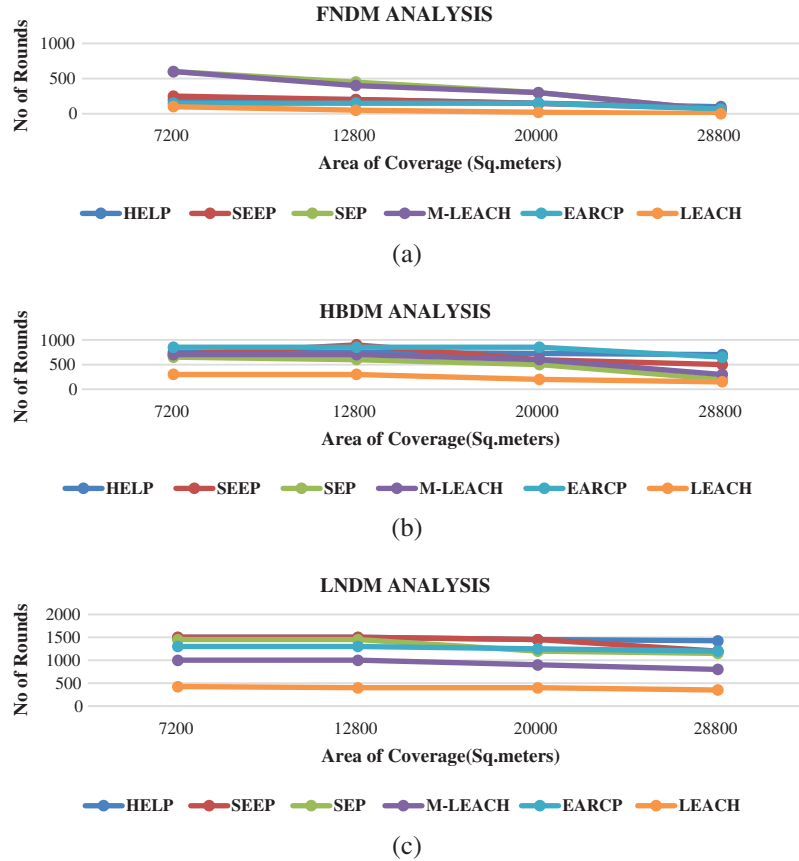 FNDM ANALYSIS
No of Rounds
1000
500
0
7200 12800 20000 28800
Area of Coverage (Sq.meters)
HELP SEEP SEP M-LEACH EARCP LEACH
(a)
HBDM ANALYSIS
No of Rounds
1000
500
0
7200 12800 20000 28800
Area of Coverage(Sq.meters)
HELP SEEP SEP M-LEACH EARCP LEACH
(b)
LNDM ANALYSIS
No of Rounds
2000
1500
1000
500
0
7200 12800 20000 28800
Area of Coverage(Sq.meters)
HELP SEEP SEP M-LEACH EARCP LEACH
(c)